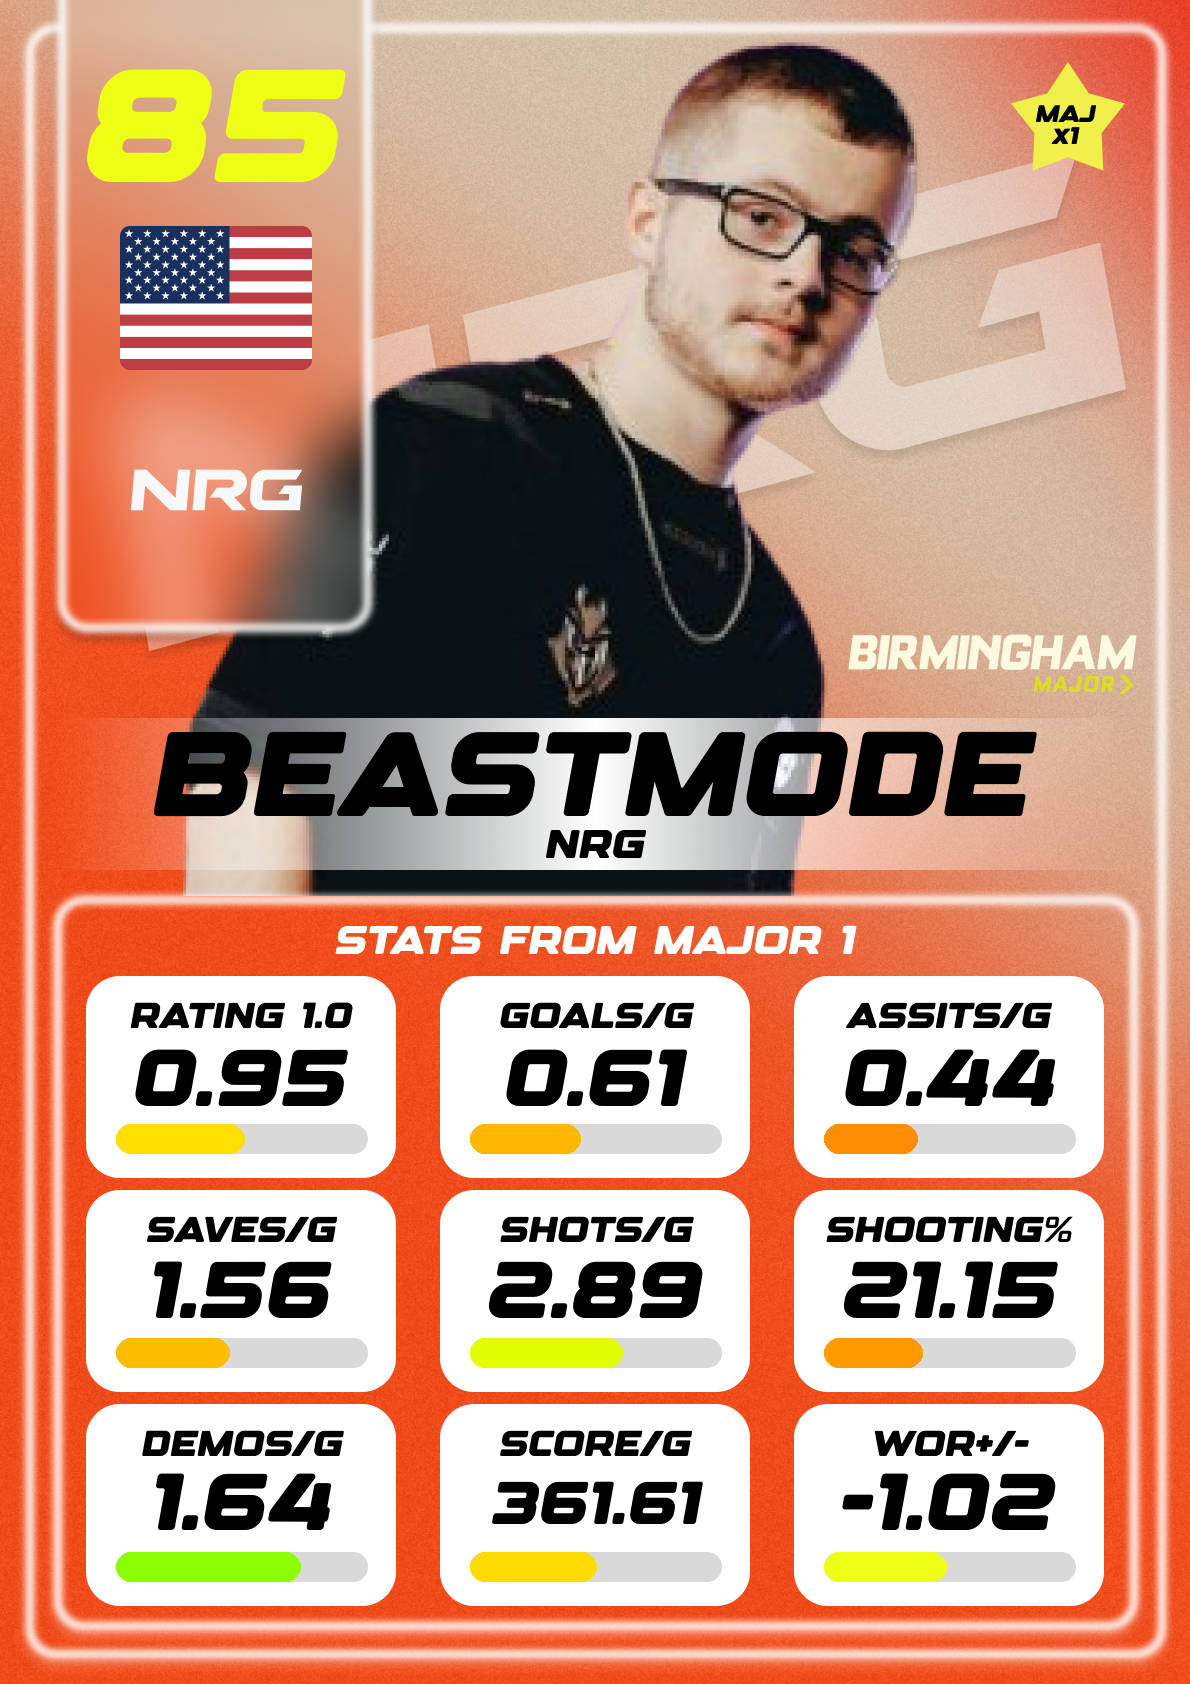 85
MAJ
X1
NRG
NRG
BIRMINGHAM
MAJOR >
BEASTMODE
NRG
STATS FROM MAJOR 1
RATING 1.0
0.95
GOALS/G
0.61
ASSITS/G
0.44
SAVES/G
1.56
SHOTS/G
2.89
SHOOTING%
21.15
DEMOS/G
1.64
SCORE/G
361.61
WOR+/-
-1.02